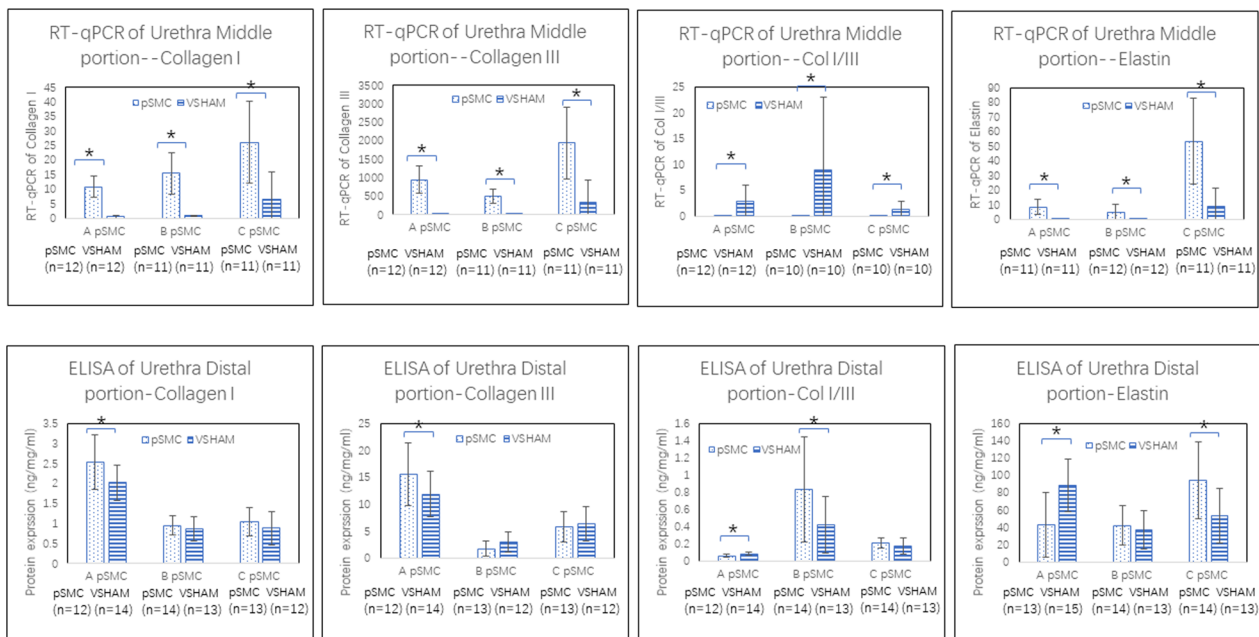 RT-qPCR of Urethra Middle
portion--Collagen I
RT-qPCR of Collagen I
45
40
35
30
25
20
15
10
5
0
pSMC VSHAM
*
*
*
A pSMC B pSMC C pSMC
pSMC VSHAM pSMC VSHAM pSMC VSHAM
(n=12) (n=12) (n=11) (n=11) (n=11) (n=11)
RT-qPCR of Urethra Middle
portion--Collagen III
RT-qPCR of Collagen III
3500
3000
2500
2000
1500
1000
500
0
pSMC VSHAM
*
*
*
A pSMC B pSMC C pSMC
pSMC VSHAM pSMC VSHAM pSMC VSHAM
(n=12) (n=12) (n=11) (n=11) (n=11) (n=11)
RT-qPCR of Urethra Middle
portion--Col I/III
RT-qPCR of Col I/III
25
20
15
10
5
0
pSMC VSHAM
*
*
*
A pSMC B pSMC C pSMC
pSMC VSHAM pSMC VSHAM pSMC VSHAM
(n=12) (n=12) (n=10) (n=10) (n=10) (n=10)
RT-qPCR of Urethra Middle
portion--Elastin
RT-qPCR of Elastin
90
80
70
60
50
40
30
20
10
0
pSMC VSHAM
*
*
*
A pSMC B pSMC C pSMC
pSMC VSHAM pSMC VSHAM pSMC VSHAM
(n=11) (n=11) (n=12) (n=12) (n=11) (n=11)
ELISA of Urethra Distal
portion-Collagen I
Protein exprssion (ng/mg/ml)
3.5
3
2.5
2
1.5
1
0.5
0
pSMC VSHAM
*
A pSMC B pSMC C pSMC
pSMC VSHAM pSMC VSHAM pSMC VSHAM
(n=12) (n=14) (n=14) (n=13) (n=13) (n=12)
ELISA of Urethra Distal
portion-Collagen III
Protein exprssion (ng/mg/ml)
25
20
15
10
5
0
pSMC VSHAM
*
A pSMC B pSMC C pSMC
pSMC VSHAM pSMC VSHAM pSMC VSHAM
(n=12) (n=14) (n=13) (n=12) (n=13) (n=12)
ELISA of Urethra Distal
portion-Col I/III
Protein exprssion (ng/mg/ml)
1.6
1.4
1.2
1
0.8
0.6
0.4
0.2
0
pSMC VSHAM
*
*
A pSMC B pSMC C pSMC
pSMC VSHAM pSMC VSHAM pSMC VSHAM
(n=12) (n=14) (n=14) (n=13) (n=14) (n=13)
ELISA of Urethra Distal
portion-Elastin
Protein exprssion (ng/mg/ml)
160
140
120
100
80
60
40
20
0
pSMC VSHAM
*
*
A pSMC B pSMC C pSMC
pSMC VSHAM pSMC VSHAM pSMC VSHAM
(n=13) (n=15) (n=14) (n=13) (n=14) (n=13)